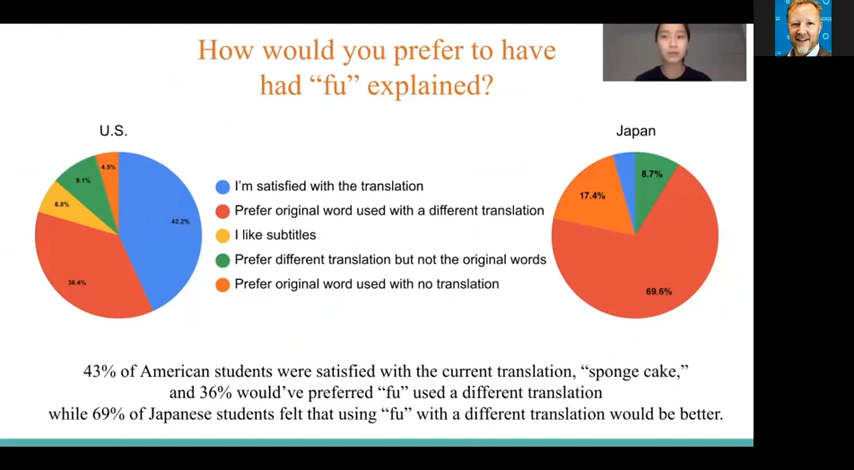 How would you prefer to have
had “fu” explained?
U.S.
Japan
4.5%
9.1%
6.8%
43.2%
36.4%
I’m satisfied with the translation
Prefer original word used with a different translation
I like subtitles
Prefer different translation but not the original words
Prefer original word used with no translation
8.7%
17.4%
69.6%
43% of American students were satisfied with the current translation, “sponge cake,”
and 36% would’ve preferred “fu” used a different translation
while 69% of Japanese students felt that using “fu” with a different translation would be better.